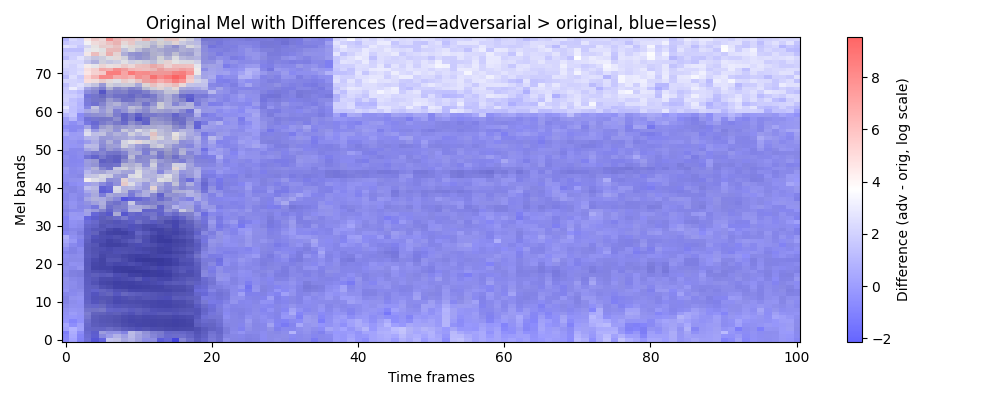 Original Mel with Differences (red=adversarial > original, blue=less)
Mel bands
70
60
50
40
30
20
10
0
0 20 40 60 80 100
Time frames
8
6
4
2
0
−2
Difference (adv - orig, log scale)